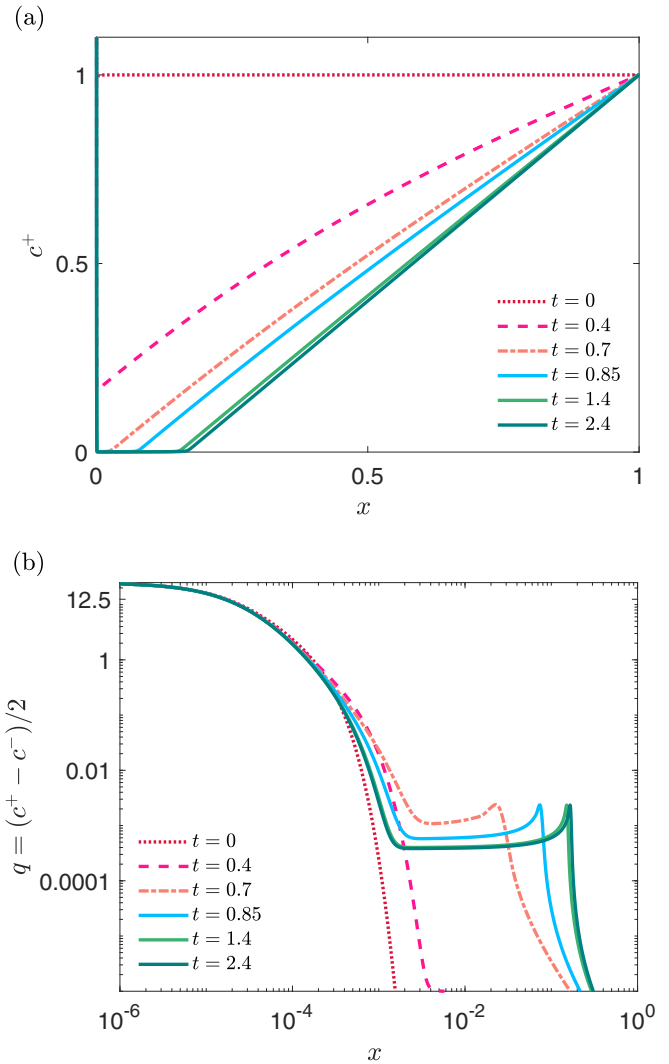 (a)
1
0.5
0
c⁺
0
0.5
1
x
t = 0
t = 0.4
t = 0.7
t = 0.85
t = 1.4
t = 2.4
(b)
12.5
1
0.01
0.0001
q = (c⁺ − c⁻)/2
t = 0
t = 0.4
t = 0.7
t = 0.85
t = 1.4
t = 2.4
10⁻⁶
10⁻⁴
10⁻²
10⁰
x